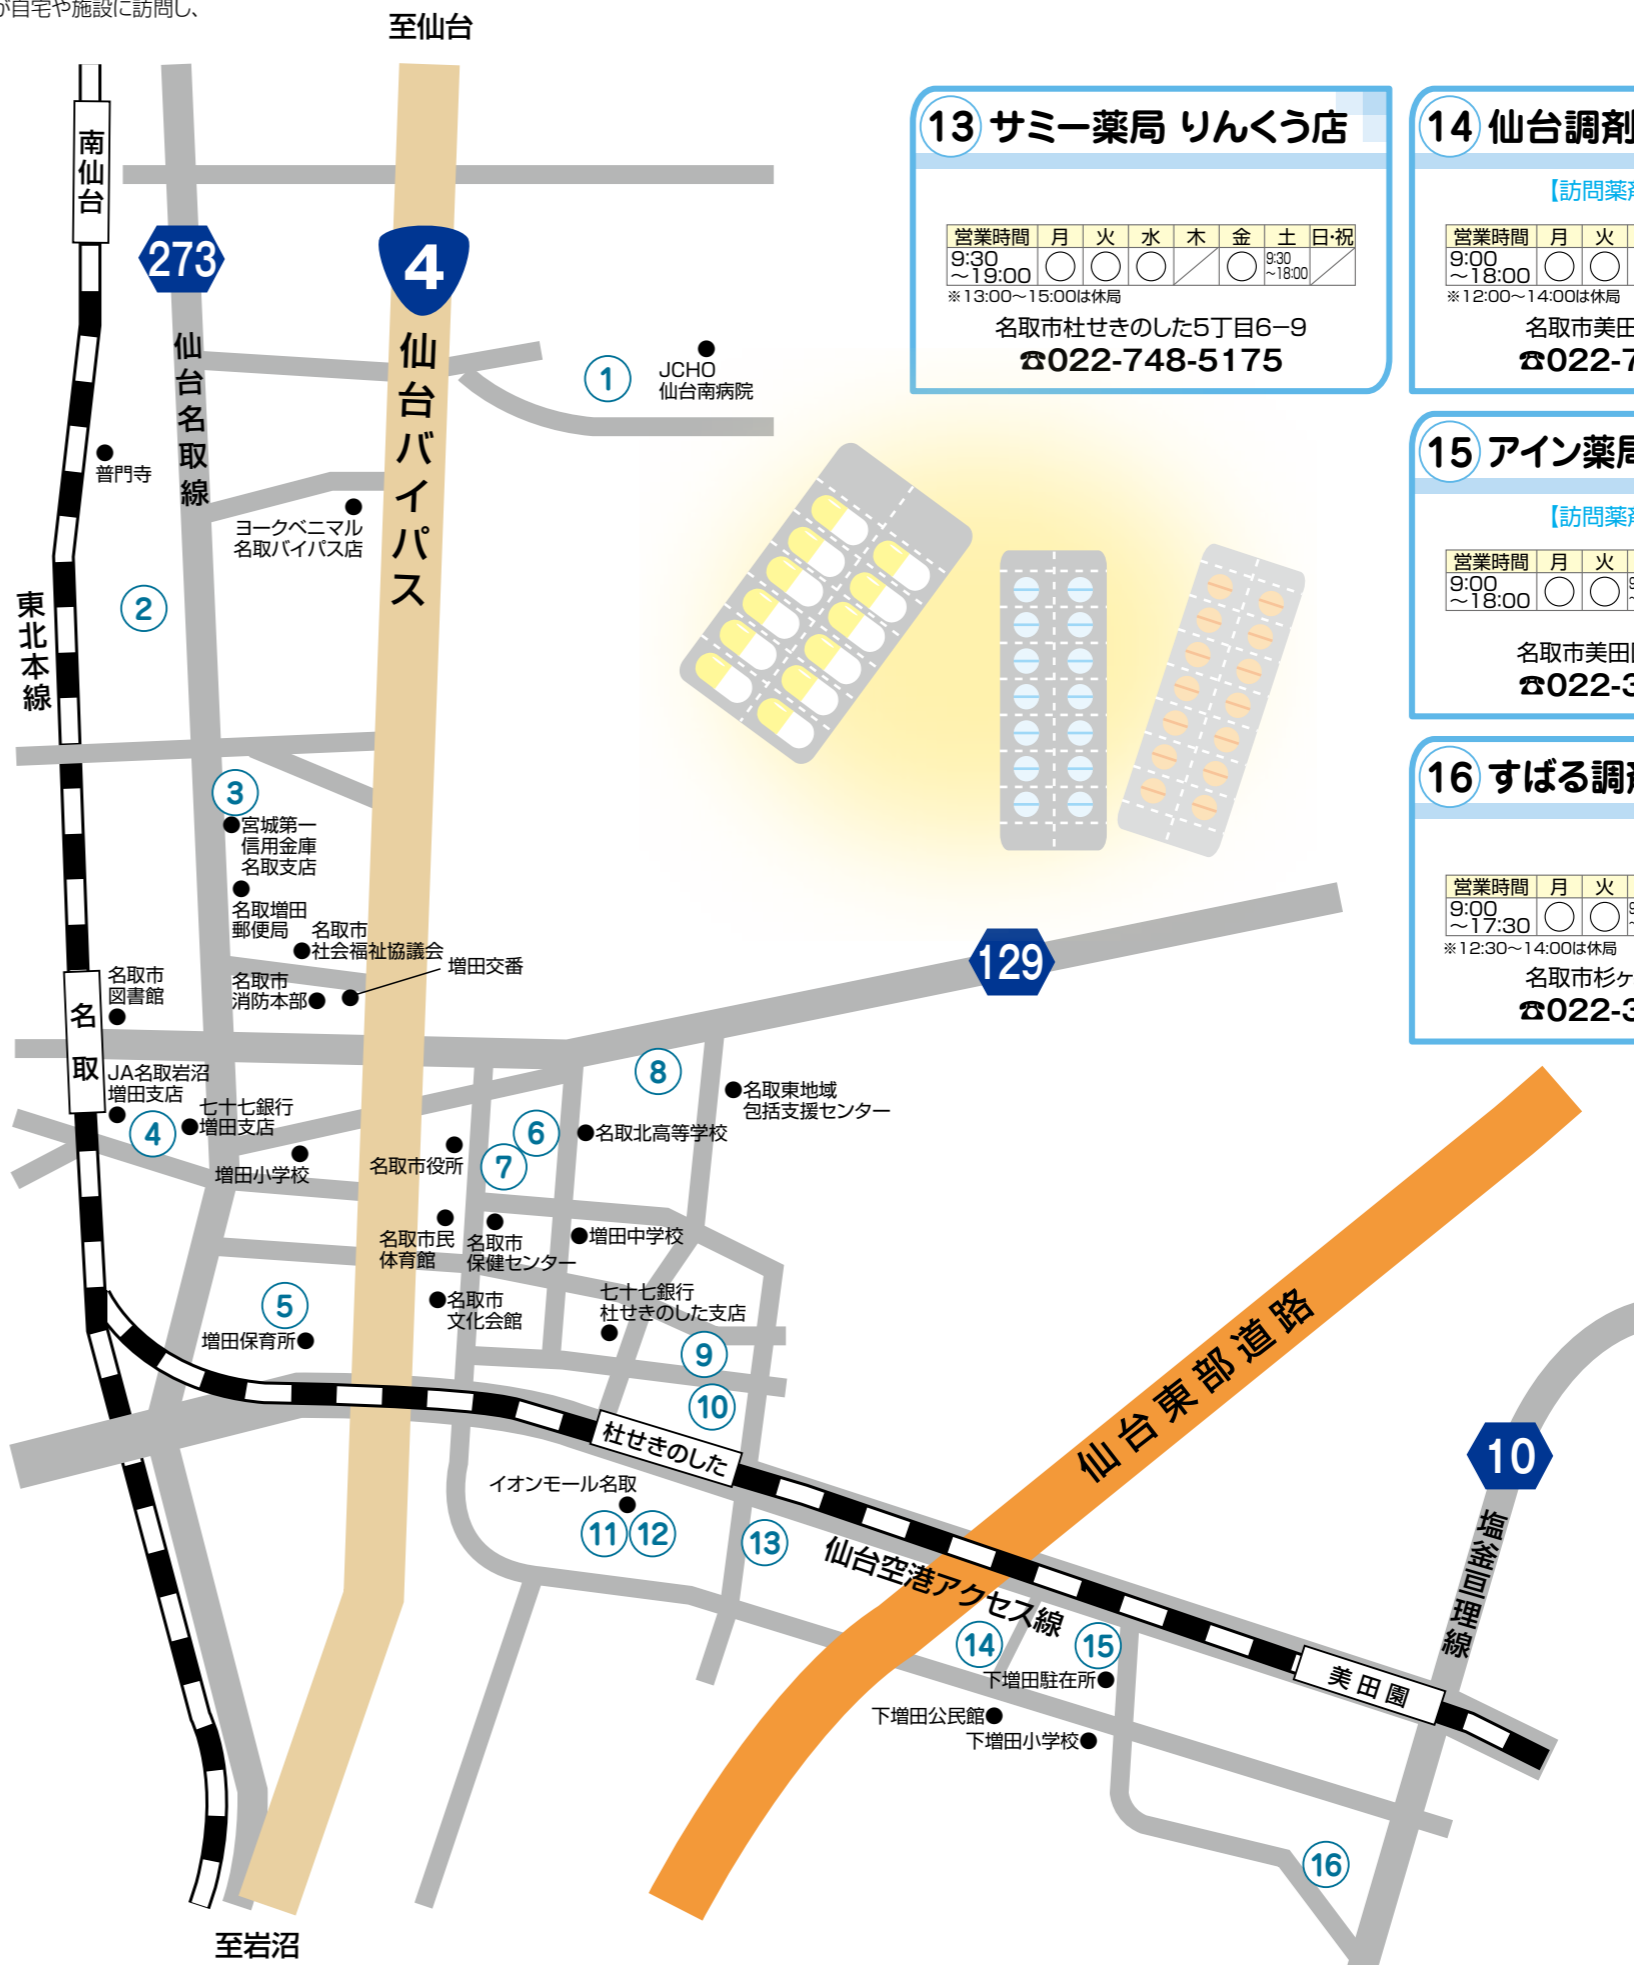 が自宅や施設に訪問し、
至仙台
南仙台
273
4
仙台名取線
仙台バイパス
1
JCHO
仙台南病院
普門寺
ヨークベニマル
名取バイパス店
2
東北本線
3
宮城第一
信用金庫
名取支店
名取増田
郵便局
名取市
社会福祉協議会
増田交番
名取市
消防本部
名取市
図書館
名取
129
JA名取岩沼
増田支店
4
七十七銀行
増田支店
増田小学校
8
名取東地域
包括支援センター
6
7
名取北高等学校
名取市役所
名取市民
体育館
名取市
保健センター
増田中学校
5
増田保育所
名取市
文化会館
七十七銀行
杜せきのした支店
9
10
杜せきのした
イオンモール名取
11
12
13
仙台東部道路
仙台空港アクセス線
10
塩釜亘理線
14
15
下増田駐在所
下増田公民館
下増田小学校
美田園
16
至岩沼
13 サミー薬局 りんくう店
営業時間 月 火 水 木 金 土 日・祝
9:30～19:00 ○ ○ ○ ／ ○ 9:30～18:00 ／
※13:00～15:00は休局
名取市杜せきのした5丁目6−9
☎022-748-5175
14 仙台調剤
【訪問薬剤
営業時間 月 火
9:00～18:00 ○ ○
※12:00～14:00は休局
名取市美田
☎022-7
15 アイン薬局
【訪問薬剤
営業時間 月 火
9:00～18:00 ○ ○
名取市美田園
☎022-3
16 すばる調剤
営業時間 月 火
9:00～17:30 ○ ○
※12:30～14:00は休局
名取市杉ヶ
☎022-3